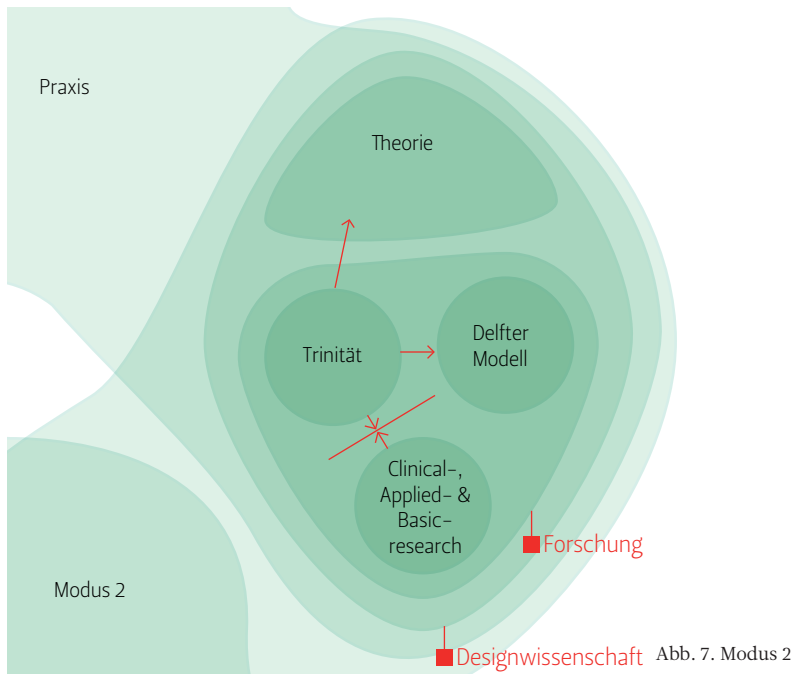 Praxis
Theorie
Trinität
Delfter
Modell
Clinical–,
Applied– &
Basic–
research
Forschung
Modus 2
Designwissenschaft
Abb. 7. Modus 2